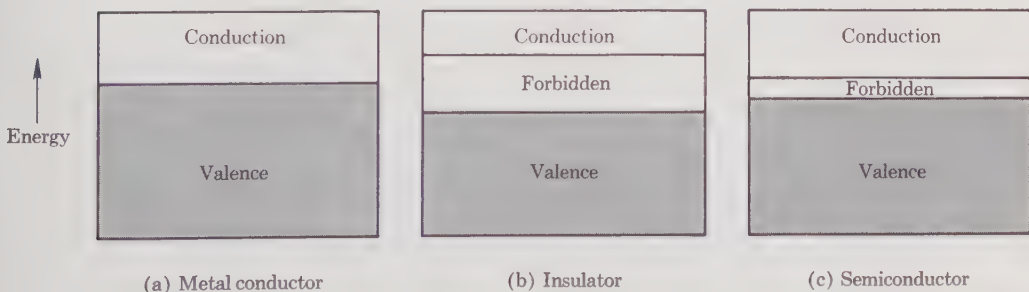 Conduction
Conduction
Conduction
Forbidden
Forbidden
Energy
Valence
Valence
Valence
(a) Metal conductor
(b) Insulator
(c) Semiconductor